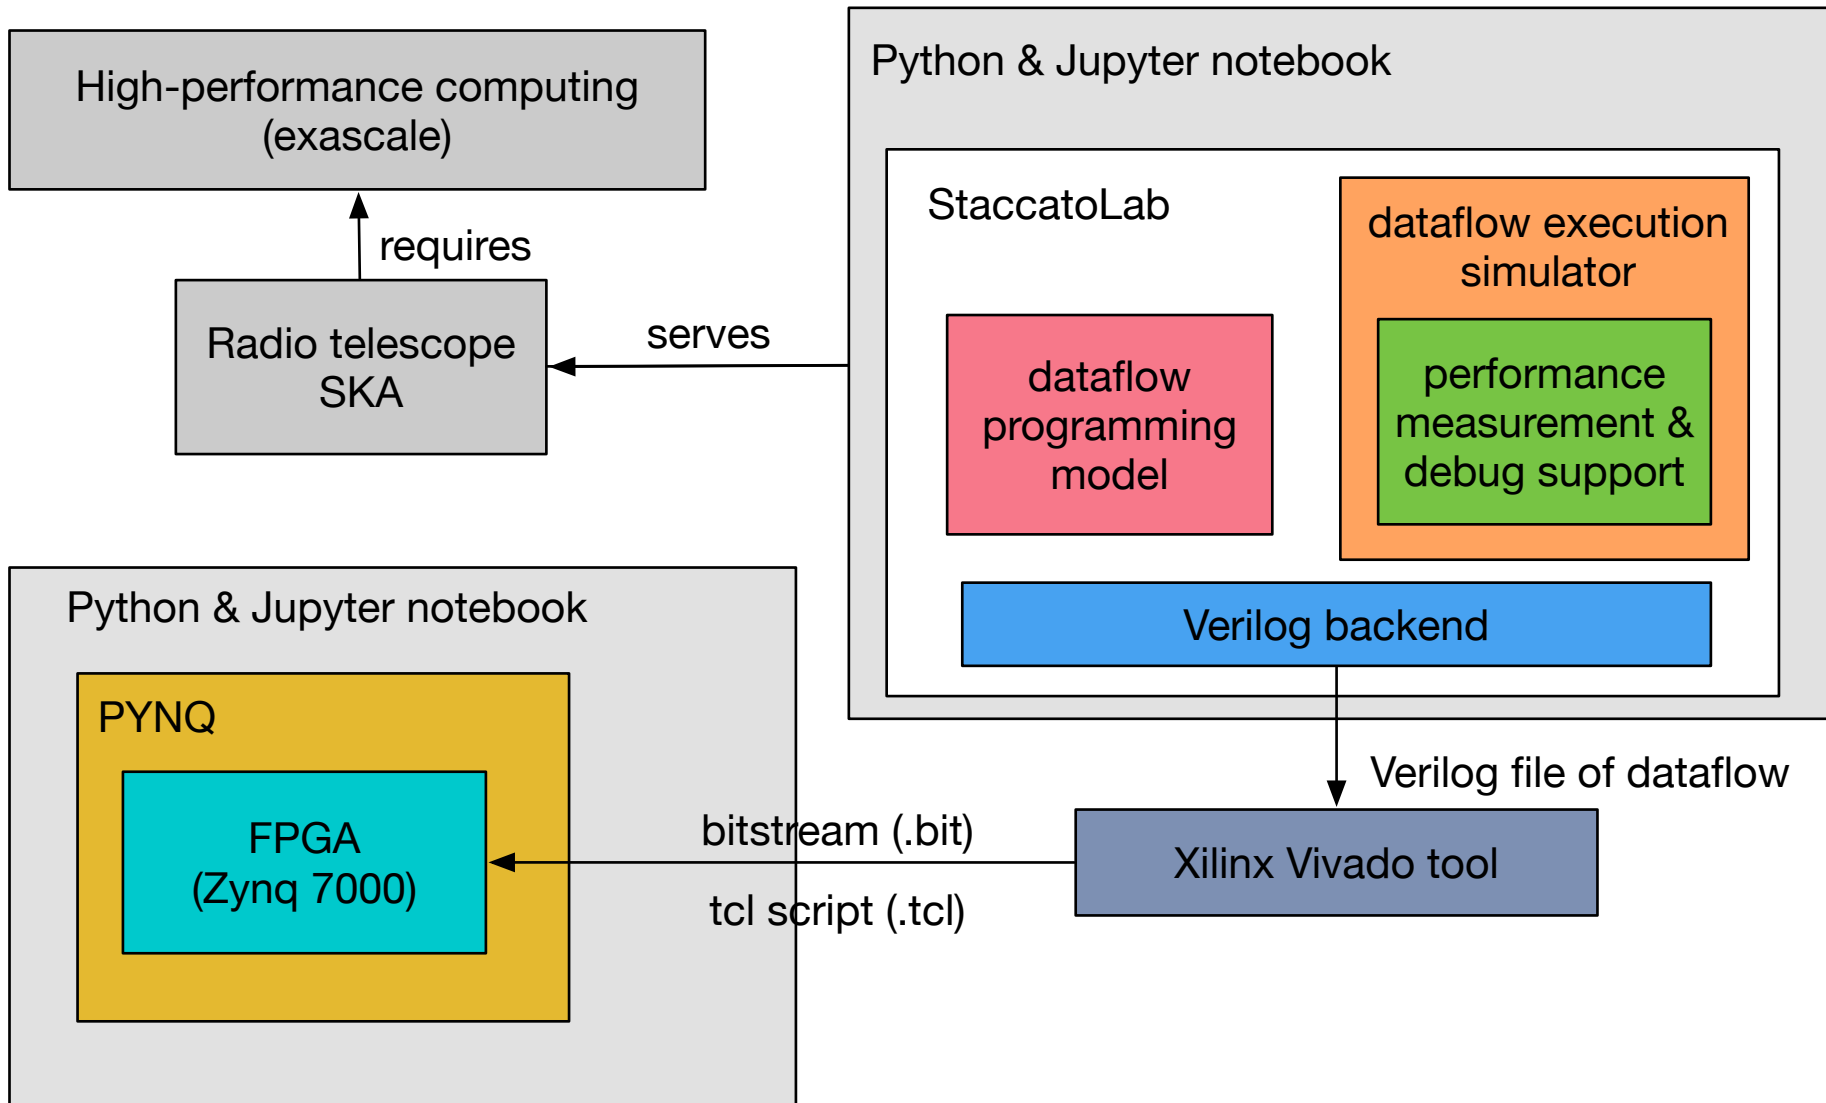 High-performance computing
(exascale)
requires
Radio telescope
SKA
serves
Python & Jupyter notebook
StaccatoLab
dataflow execution
simulator
dataflow
programming
model
performance
measurement &
debug support
Verilog backend
Verilog file of dataflow
Xilinx Vivado tool
bitstream (.bit)
tcl script (.tcl)
Python & Jupyter notebook
PYNQ
FPGA
(Zynq 7000)